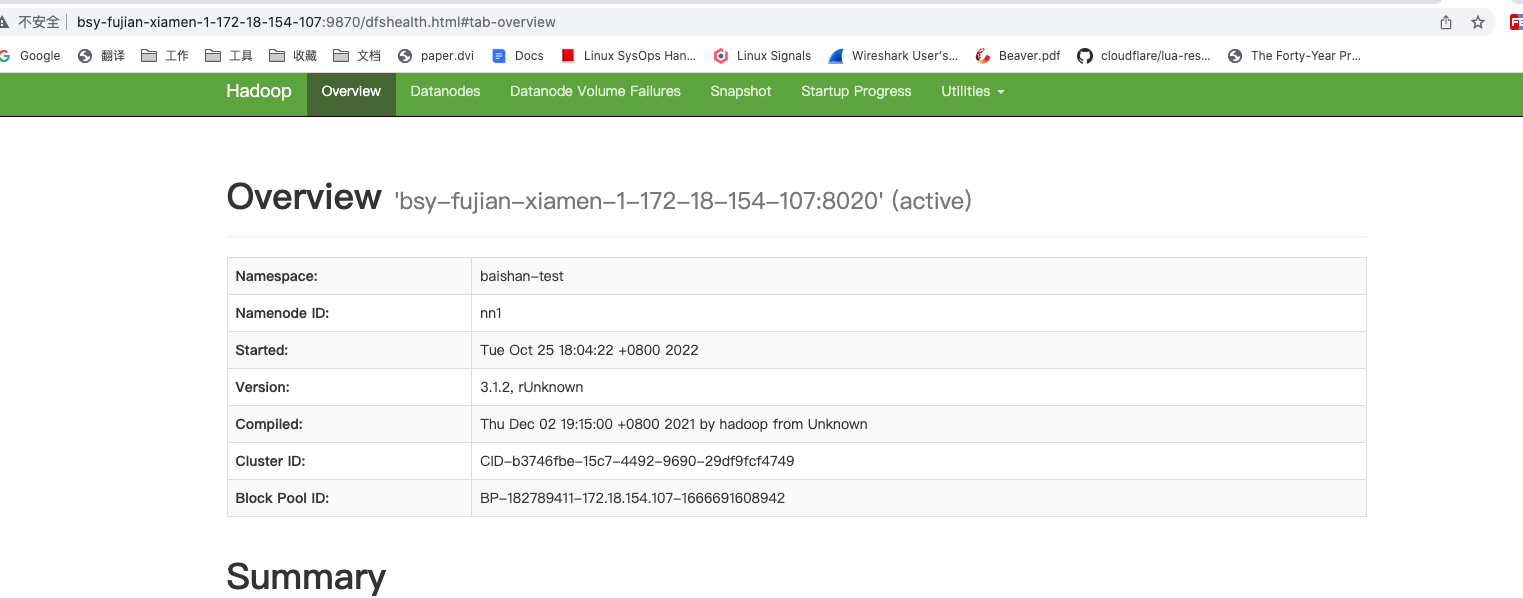 不安全 bsy-fujian-xiamen-1-172-18-154-107:9870/dfshealth.html#tab-overview
Google 翻译 工作 工具 收藏 文档 paper.dvi Docs Linux SysOps Han... Linux Signals Wireshark User's... Beaver.pdf cloudflare/lua-res... The Forty-Year Pr...
Hadoop Overview Datanodes Datanode Volume Failures Snapshot Startup Progress Utilities
Overview 'bsy-fujian-xiamen-1-172-18-154-107:8020' (active)
Namespace: baishan-test
Namenode ID: nn1
Started: Tue Oct 25 18:04:22 +0800 2022
Version: 3.1.2, rUnknown
Compiled: Thu Dec 02 19:15:00 +0800 2021 by hadoop from Unknown
Cluster ID: CID-b3746fbe-15c7-4492-9690-29df9fcf4749
Block Pool ID: BP-182789411-172.18.154.107-1666691608942
Summary